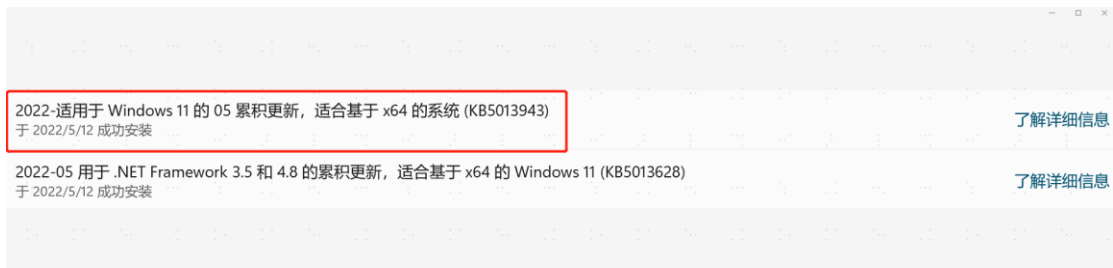 2022-适用于 Windows 11 的 05 累积更新，适合基于 x64 的系统 (KB5013943)
于 2022/5/12 成功安装
了解详细信息
2022-05 用于 .NET Framework 3.5 和 4.8 的累积更新，适合基于 x64 的 Windows 11 (KB5013628)
于 2022/5/12 成功安装
了解详细信息